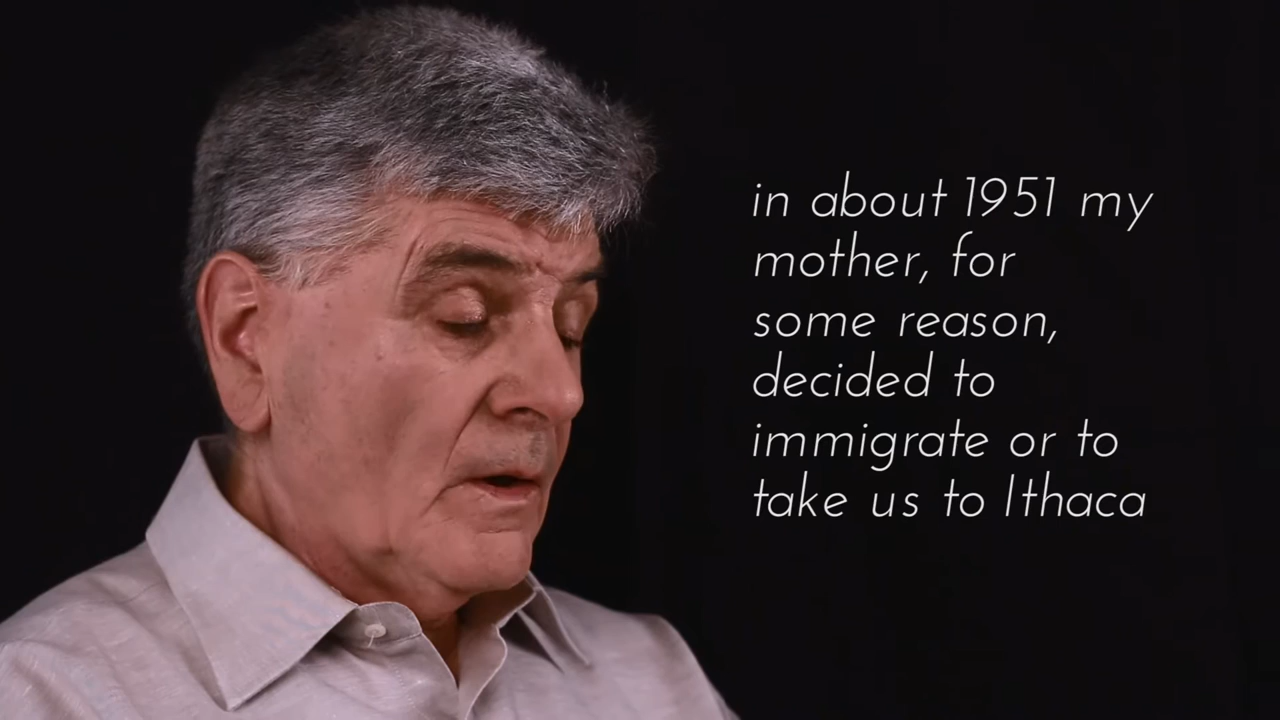 in about 1951 my
mother, for
some reason,
decided to
immigrate or to
take us to Ithaca